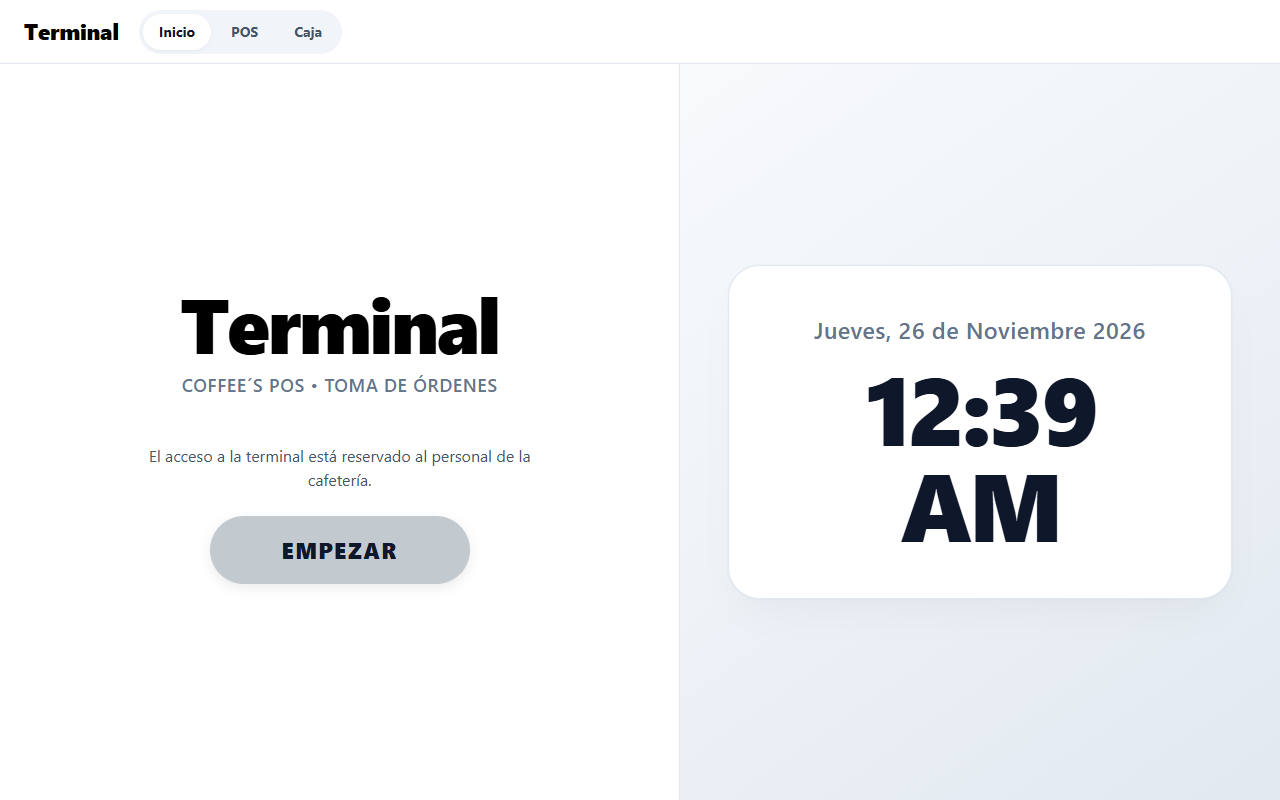 Terminal
Inicio
POS
Caja
Terminal
COFFEE´S POS • TOMA DE ÓRDENES
El acceso a la terminal está reservado al personal de la
cafetería.
EMPEZAR
Jueves, 26 de Noviembre 2026
12:39
AM